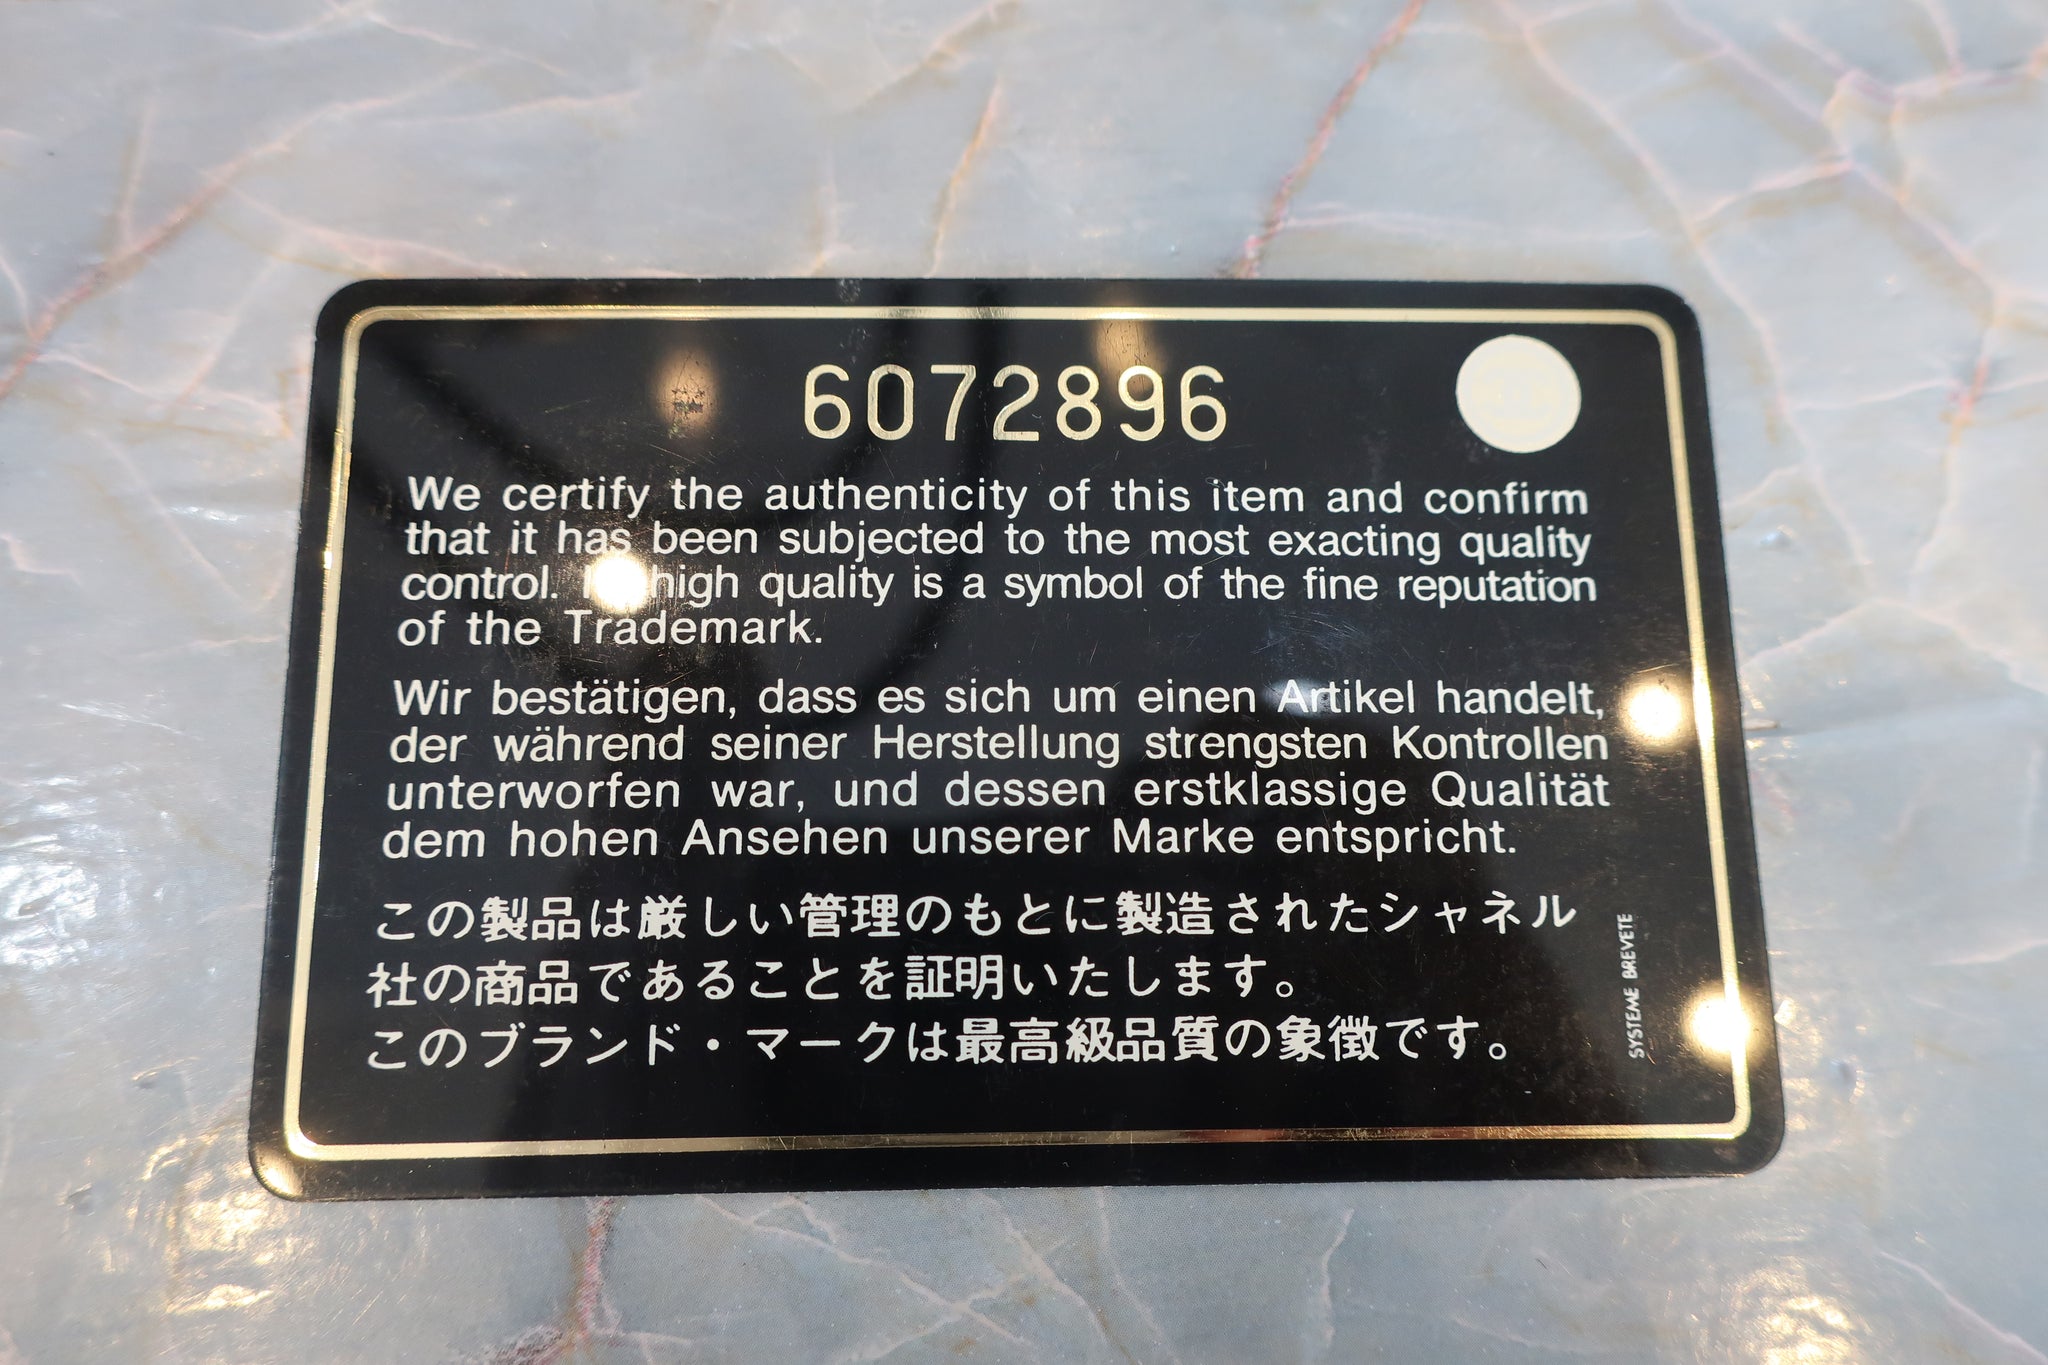 6072896
We certify the authenticity of this item and confirm
that it has been subjected to the most exacting quality
control. high quality is a symbol of the fine reputation
of the Trademark.
Wir bestätigen, dass es sich um einen Artikel handelt,
der während seiner Herstellung strengsten Kontrollen
unterworfen war, und dessen erstklassige Qualität
dem hohen Ansehen unserer Marke entspricht.
この製品は厳しい管理のもとに製造されたシャネル
社の商品であることを証明いたします。
このブランド・マークは最高級品質の象徴です。
SYSTEME BREVETE